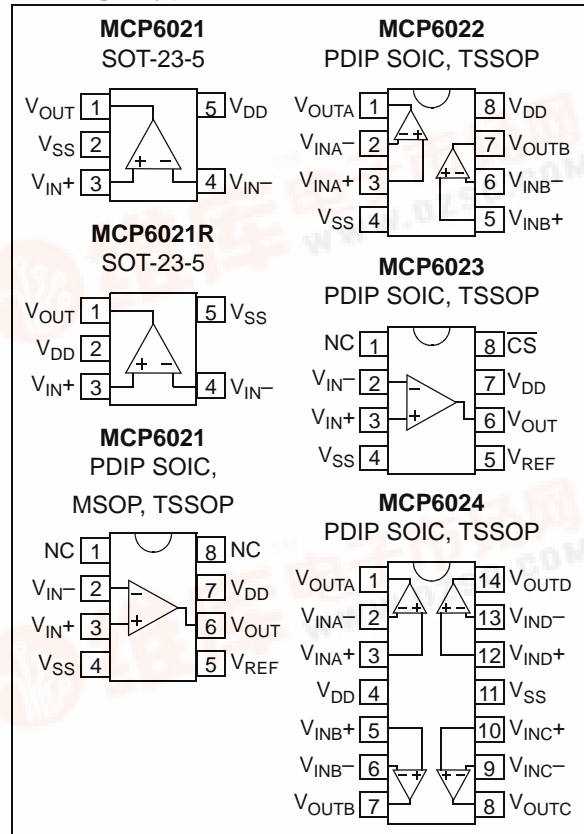 MCP6021
SOT-23-5
VOUT 1
5 VDD
VSS 2
+ −
VIN+ 3
4 VIN−
MCP6021R
SOT-23-5
VOUT 1
5 VSS
VDD 2
+ −
VIN+ 3
4 VIN−
MCP6021
PDIP SOIC,
MSOP, TSSOP
NC 1
8 NC
VIN− 2
−
7 VDD
VIN+ 3
+
6 VOUT
VSS 4
5 VREF
MCP6022
PDIP SOIC, TSSOP
VOUTA 1
8 VDD
VINA− 2
− +
7 VOUTB
VINA+ 3
+ −
6 VINB−
VSS 4
5 VINB+
MCP6023
PDIP SOIC, TSSOP
NC 1
8 C̅S̅
VIN− 2
−
7 VDD
VIN+ 3
+
6 VOUT
VSS 4
5 VREF
MCP6024
PDIP SOIC, TSSOP
VOUTA 1
14 VOUTD
VINA− 2
− +
+ −
13 VIND−
VINA+ 3
12 VIND+
VDD 4
11 VSS
VINB+ 5
10 VINC+
VINB− 6
− +
+ −
9 VINC−
VOUTB 7
8 VOUTC